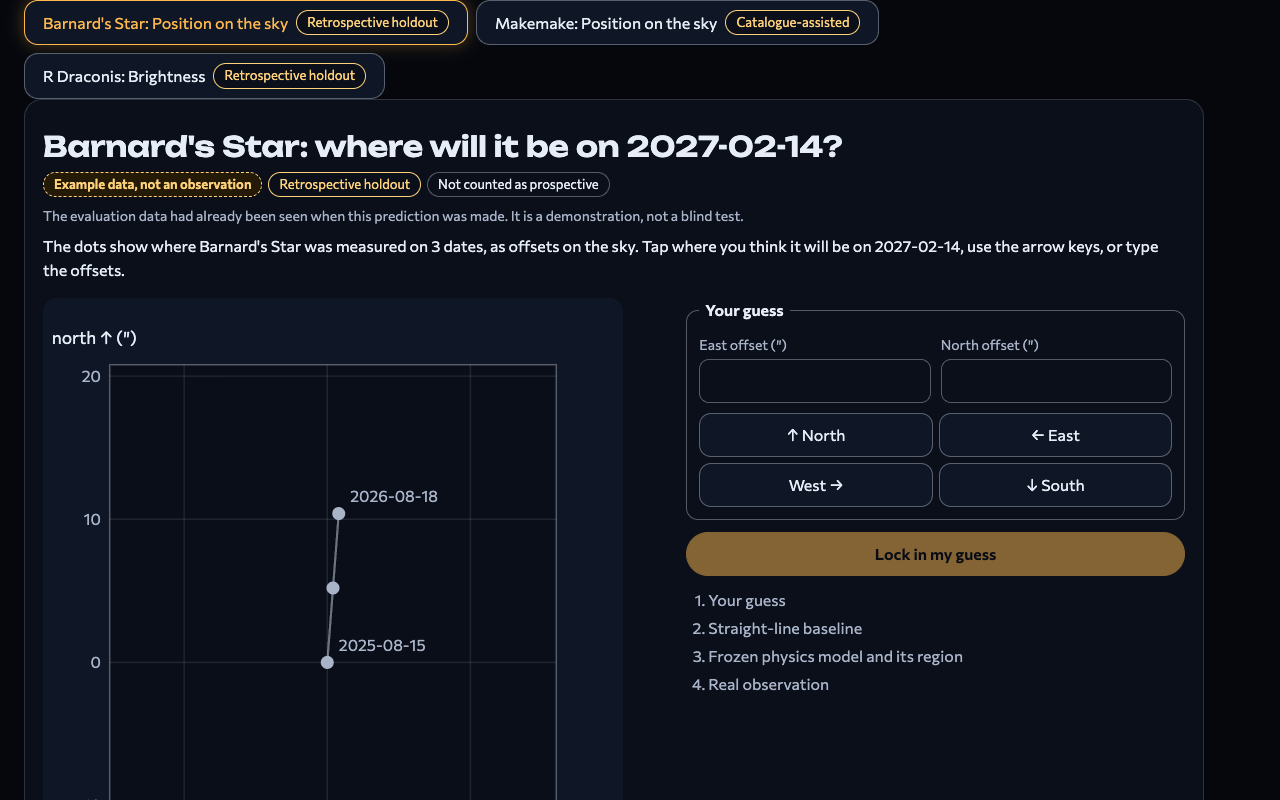 Barnard's Star: Position on the sky Retrospective holdout
Makemake: Position on the sky Catalogue-assisted
R Draconis: Brightness Retrospective holdout
Barnard's Star: where will it be on 2027-02-14?
Example data, not an observation Retrospective holdout Not counted as prospective
The evaluation data had already been seen when this prediction was made. It is a demonstration, not a blind test.
The dots show where Barnard's Star was measured on 3 dates, as offsets on the sky. Tap where you think it will be on 2027-02-14, use the arrow keys, or type
the offsets.
north ↑ (")
20
2026-08-18
10
2025-08-15
0
Your guess
East offset (") North offset (")
↑ North ← East
West → ↓ South
Lock in my guess
1. Your guess
2. Straight-line baseline
3. Frozen physics model and its region
4. Real observation